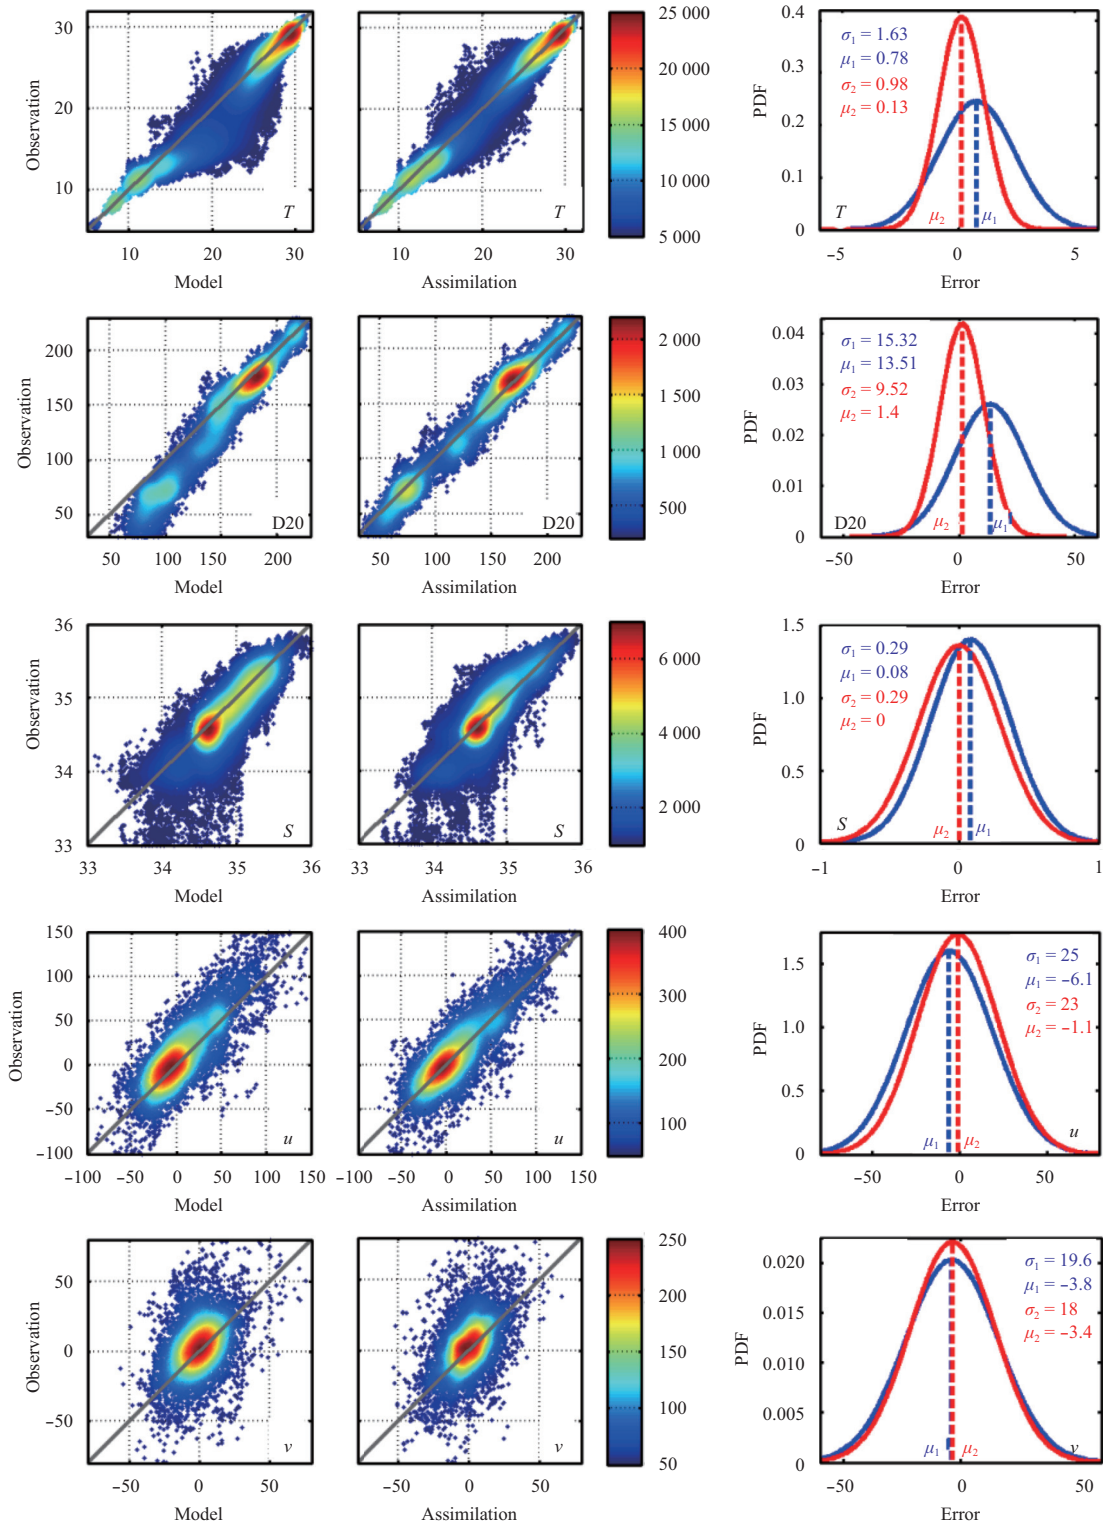 32
30
20
10
Observation
10
20
30
Model
T
30
20
10
10
20
30
Assimilation
T
25 000
20 000
15 000
10 000
5 000
0.4
0.3
0.2
0.1
0
PDF
σ1 = 1.63
μ1 = 0.78
σ2 = 0.98
μ2 = 0.13
T
μ2
μ1
-5
0
5
Error
200
150
100
50
Observation
50
100
150
200
Model
200
150
100
50
D20
50
100
150
200
Assimilation
2 000
1 500
1 000
500
0.04
0.03
0.02
0.01
0
PDF
σ1 = 15.32
μ1 = 13.51
σ2 = 9.52
μ2 = 1.4
D20
μ2
μ1
-50
0
50
Error
36
35
34
33
Observation
S
33
34
35
36
Model
S
33
34
35
36
Assimilation
6 000
4 000
2 000
1.5
1.0
0.5
0
PDF
σ1 = 0.29
μ1 = 0.08
σ2 = 0.29
μ2 = 0
S
μ2
μ1
-1
0
1
Error
150
100
50
0
-50
-100
Observation
u
-100
-50
0
50
100
150
Model
u
-100
-50
0
50
100
150
Assimilation
400
300
200
100
1.5
1.0
0.5
0
PDF
σ1 = 25
μ1 = -6.1
σ2 = 23
μ2 = -1.1
μ1
μ2
u
-50
0
50
Error
50
0
-50
Observation
v
-50
0
50
Model
v
-50
0
50
Assimilation
250
200
150
100
50
0.020
0.015
0.010
0.005
0
PDF
σ1 = 19.6
μ1 = -3.8
σ2 = 18
μ2 = -3.4
μ1
μ2
v
-50
0
50
Error